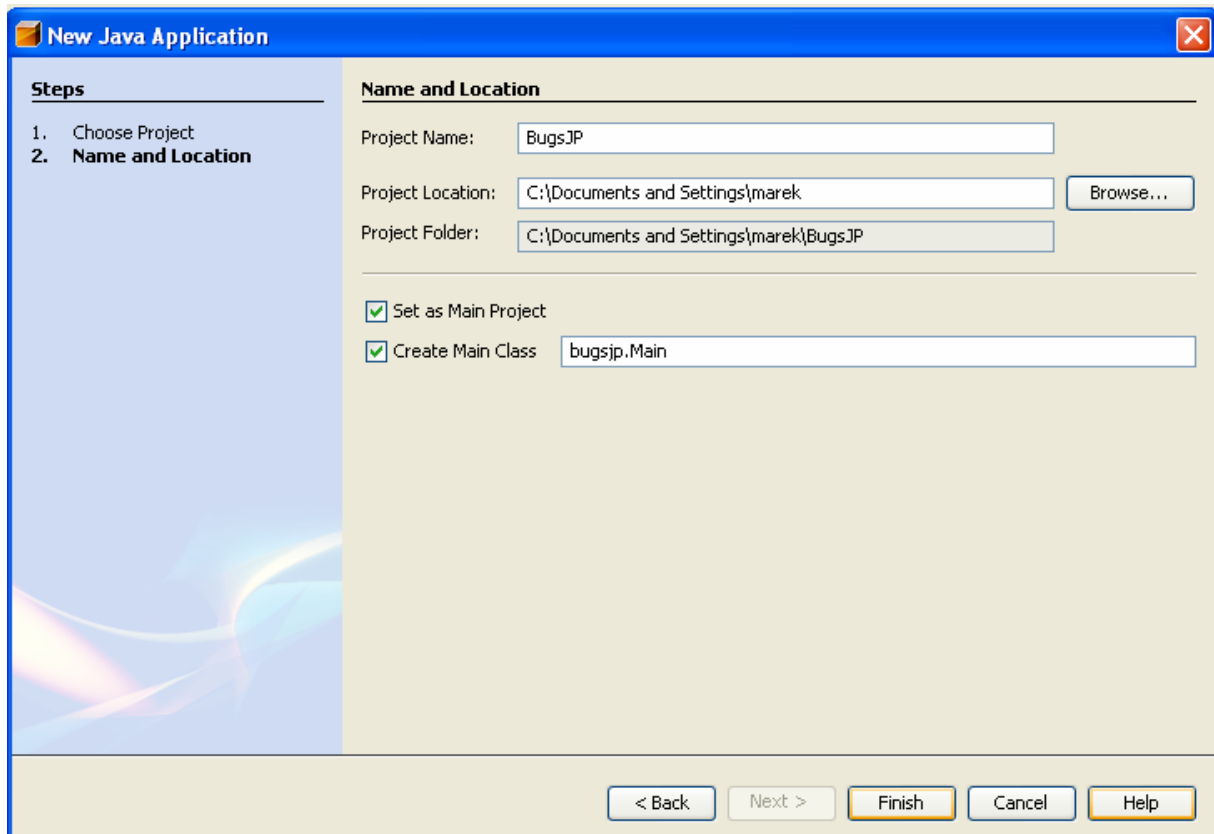 New Java Application
Steps
1. Choose Project
2. Name and Location
Name and Location
Project Name: BugsJP
Project Location: C:\Documents and Settings\marek Browse...
Project Folder: C:\Documents and Settings\marek\BugsJP
Set as Main Project
Create Main Class bugsjp.Main
< Back Next > Finish Cancel Help